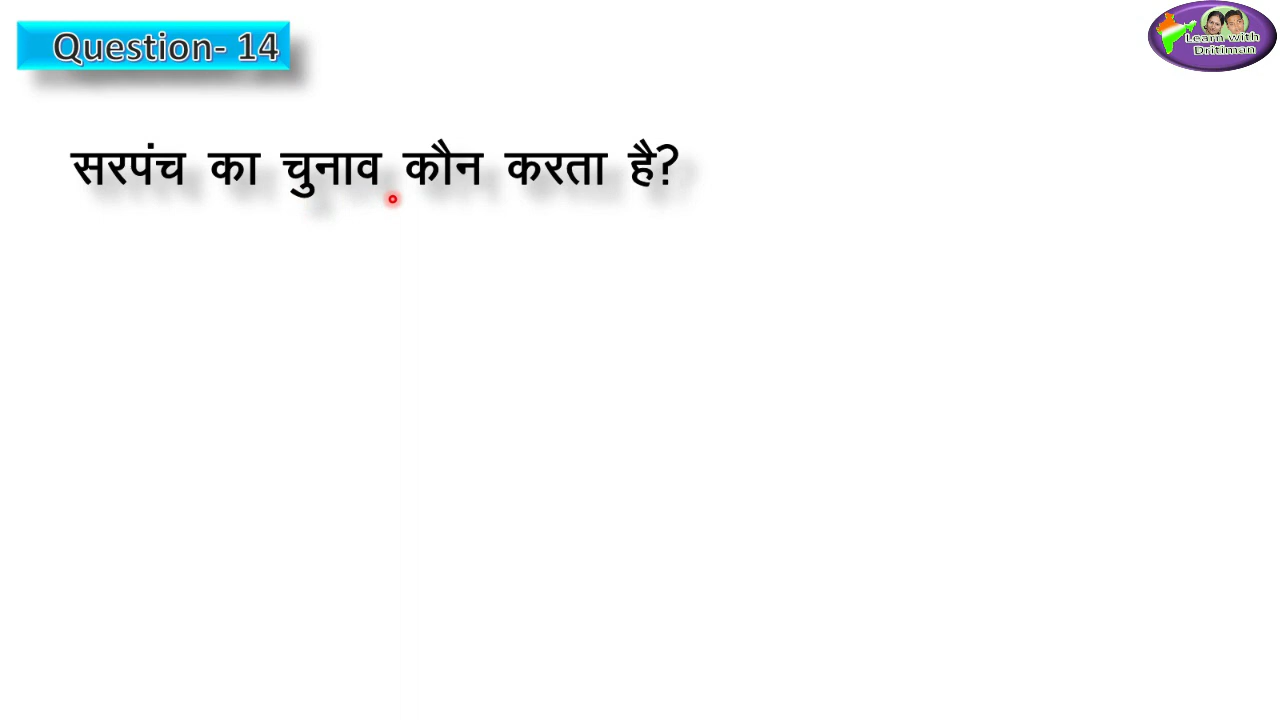 Question- 14
Learn with
Dritiman
सरपंच का चुनाव कौन करता है?